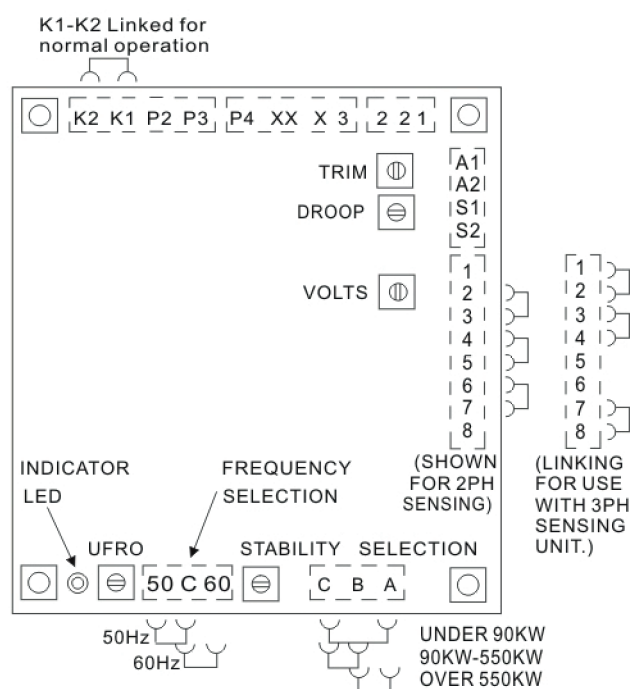 K1-K2 Linked for
normal operation
K2 K1 P2 P3 P4 XX X 3 2 2 1
TRIM
DROOP
VOLTS
A1
A2
S1
S2
1
2
3
4
5
6
7
8
(SHOWN
FOR 2PH
SENSING)
1
2
3
4
5
6
7
8
(LINKING
FOR USE
WITH 3PH
SENSING
UNIT.)
INDICATOR
LED
FREQUENCY
SELECTION
UFRO
STABILITY SELECTION
50 C 60
C B A
50Hz
60Hz
UNDER 90KW
90KW-550KW
OVER 550KW